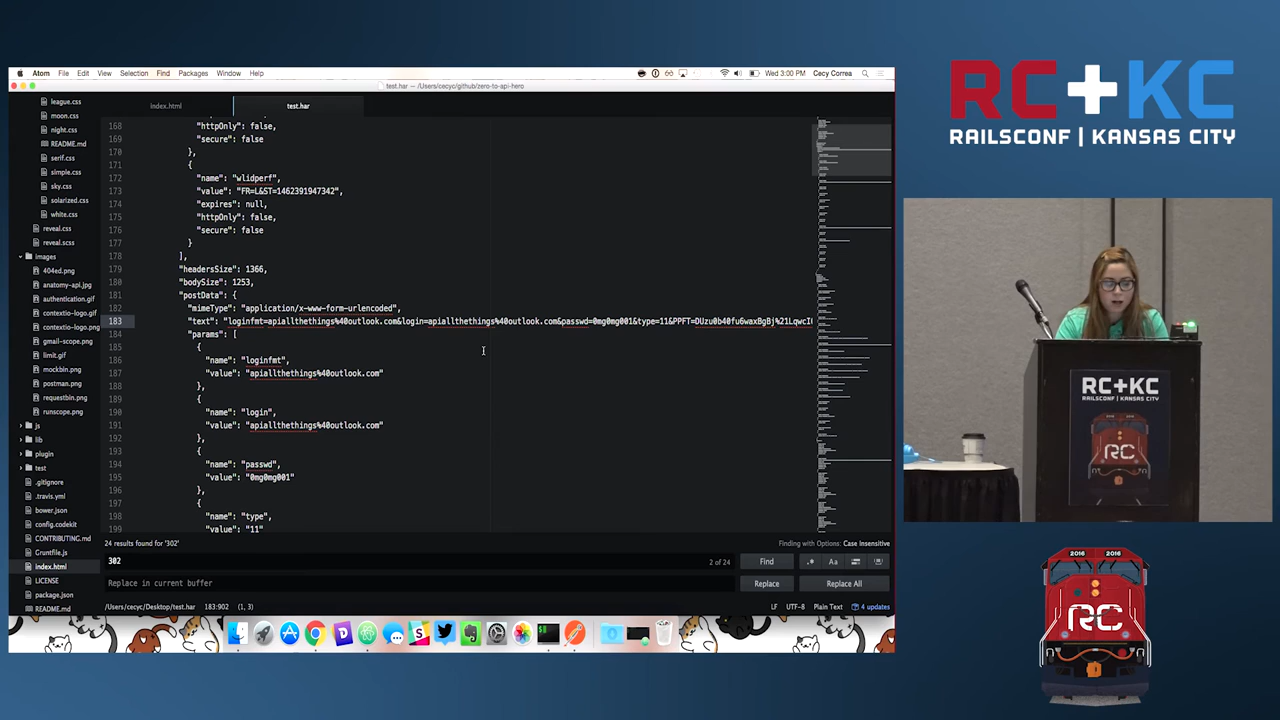 Atom File Edit View Selection Find Packages Window Help
Wed 3:00 PM Cecy Correa
test.har — /Users/cecyc/github/zero-to-api-hero
index.html
test.har
league.css
moon.css
night.css
README.md
serif.css
simple.css
sky.css
solarized.css
white.css
reveal.css
reveal.scss
images
404ed.png
anatomy-api.jpg
authentication.gif
contextio-logo.gif
contextio-logo.png
gmail-scope.png
limit.gif
mockbin.png
postman.png
requestbin.png
runscope.png
js
lib
plugin
test
.gitignore
.travis.yml
bower.json
config.codekit
CONTRIBUTING.md
Gruntfile.js
index.html
LICENSE
package.json
README.md
168 "httpOnly": false,
169 "secure": false
170 },
171 {
172 "name": "wlidperf",
173 "value": "FR=L&ST=1462391947342",
174 "expires": null,
175 "httpOnly": false,
176 "secure": false
177 }
178 ],
179 "headersSize": 1366,
180 "bodySize": 1253,
181 "postData": {
182 "mimeType": "application/x-www-form-urlencoded",
183 "text": "loginfmt=apiallthethings%40outlook.com&login=apiallthethings%40outlook.com&passwd=0mg0mg001&type=11&PPFT=
184 "params": [
185 {
186 "name": "loginfmt",
187 "value": "apiallthethings%40outlook.com"
188 },
189 {
190 "name": "login",
191 "value": "apiallthethings%40outlook.com"
192 },
193 {
194 "name": "passwd",
195 "value": "0mg0mg001"
196 },
197 {
198 "name": "type",
199 "value": "11"
24 results found for '302'
Finding with Options: Case Insensitive
302
2 of 24
Find
.* Aa
Replace in current buffer
Replace
Replace All
/Users/cecyc/Desktop/test.har 183:902 (1, 3)
LF UTF-8 Plain Text 4 updates
RC+KC
RAILSCONF | KANSAS CITY
RC+KC
RAILSCONF | KANSAS CITY
RC
2016 2016
RC